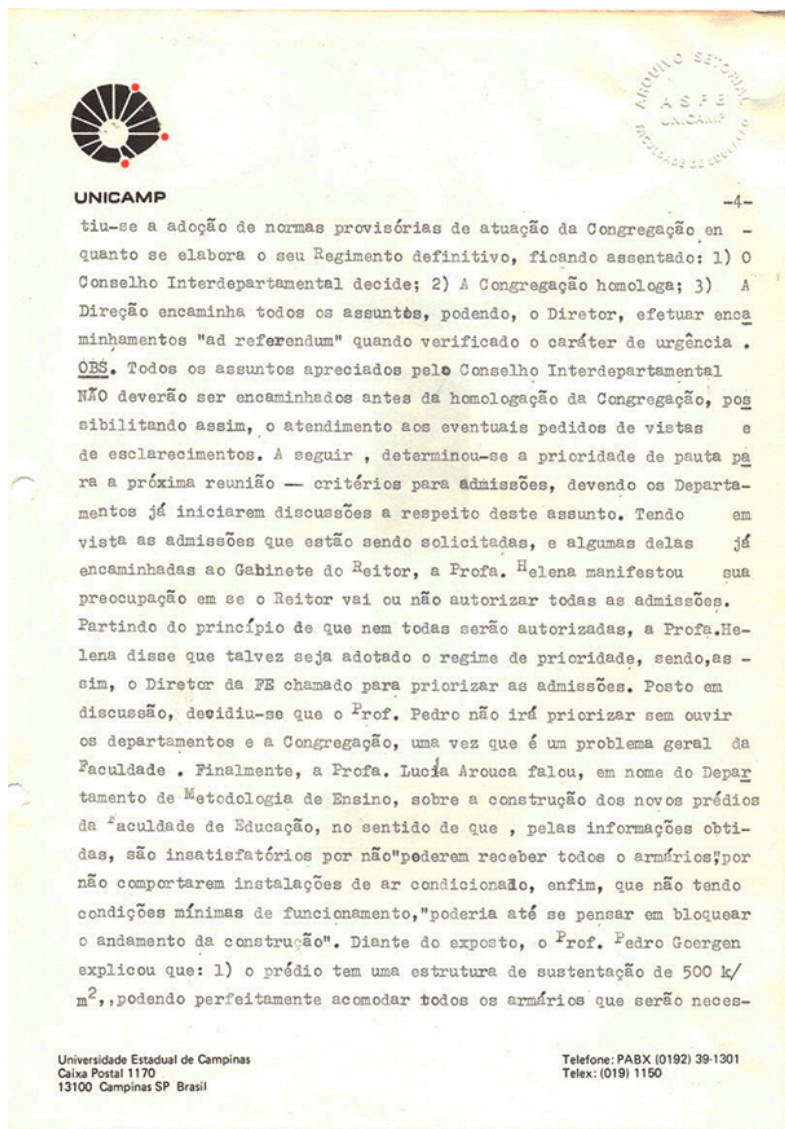 ARQUIVO SETORIAL
ASFE
UNICAMP
FACULDADE DE EDUCAÇÃO
UNICAMP
-4-
tiu-se a adoção de normas provisórias de atuação da Congregação en -
quanto se elabora o seu Regimento definitivo, ficando assentado: 1) O
Conselho Interdepartamental decide; 2) A Congregação homologa; 3) A
Direção encaminha todos os assuntos, podendo, o Diretor, efetuar enca
minhamentos "ad referendum" quando verificado o caráter de urgência .
OBS. Todos os assuntos apreciados pelo Conselho Interdepartamental
NÃO deverão ser encaminhados antes da homologação da Congregação, pos
sibilitando assim, o atendimento aos eventuais pedidos de vistas e
de esclarecimentos. A seguir , determinou-se a prioridade de pauta pa
ra a próxima reunião — critérios para admissões, devendo os Departa-
mentos já iniciarem discussões a respeito deste assunto. Tendo em
vista as admissões que estão sendo solicitadas, e algumas delas já
encaminhadas ao Gabinete do Reitor, a Profa. Helena manifestou sua
preocupação em se o Reitor vai ou não autorizar todas as admissões.
Partindo do princípio de que nem todas serão autorizadas, a Profa.He-
lena disse que talvez seja adotado o regime de prioridade, sendo,as -
sim, o Diretor da FE chamado para priorizar as admissões. Posto em
discussão, decidiu-se que o Prof. Pedro não irá priorizar sem ouvir
os departamentos e a Congregação, uma vez que é um problema geral da
Faculdade . Finalmente, a Profa. Lucía Arouca falou, em nome do Depar
tamento de Metodologia de Ensino, sobre a construção dos novos prédios
da Faculdade de Educação, no sentido de que , pelas informações obti-
das, são insatisfatórios por não"poderem receber todos o armários",por
não comportarem instalações de ar condicionado, enfim, que não tendo
condições mínimas de funcionamento,"poderia até se pensar em bloquear
o andamento da construção". Diante do exposto, o Prof. Pedro Goergen
explicou que: 1) o prédio tem uma estrutura de sustentação de 500 k/
m²,,podendo perfeitamente acomodar todos os armários que serão neces-
Universidade Estadual de Campinas
Caixa Postal 1170
13100 Campinas SP Brasil
Telefone: PABX (0192) 39-1301
Telex: (019) 1150